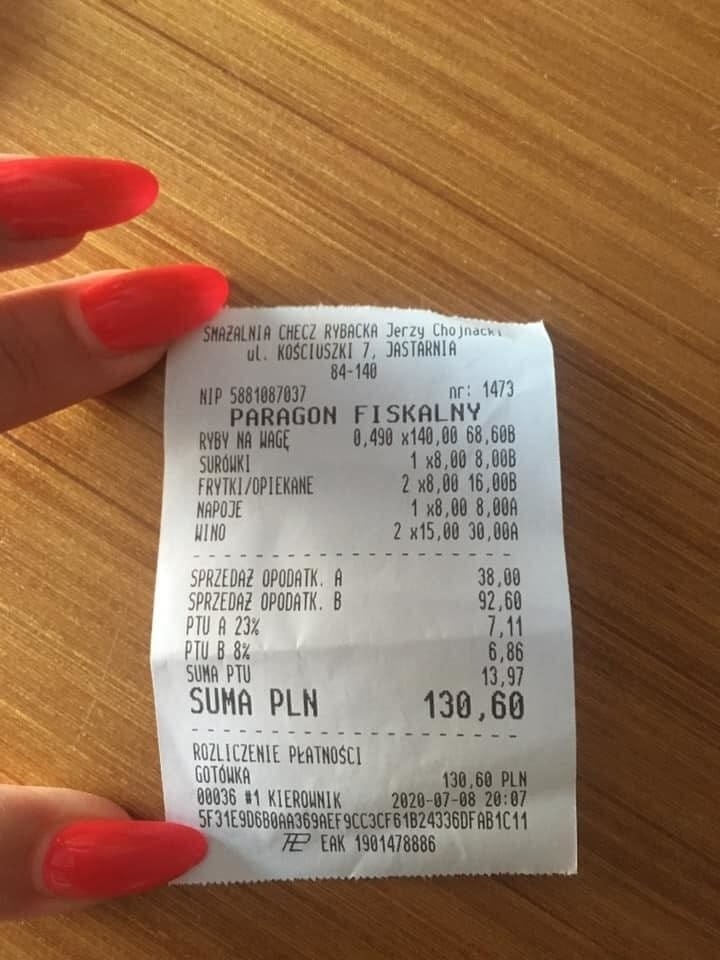 SMAŻALNIA CHECZ RYBACKA Jerzy Chojnacki
ul. KOŚCIUSZKI 7, JASTARNIA
84-140
NIP 5881087037 nr: 1473
PARAGON FISKALNY
RYBY NA WAGĘ 0,490 x140,00 68,60B
SURÓWKI 1 x8,00 8,00B
FRYTKI/OPIEKANE 2 x8,00 16,00B
NAPOJE 1 x8,00 8,00A
WINO 2 x15,00 30,00A
SPRZEDAŻ OPODATK. A 38,00
SPRZEDAŻ OPODATK. B 92,60
PTU A 23% 7,11
PTU B 8% 6,86
SUMA PTU 13,97
SUMA PLN 130,60
ROZLICZENIE PŁATNOŚCI
GOTÓWKA 130,60 PLN
00036 #1 KIEROWNIK 2020-07-08 20:07
5F31E9D6B0AA369AEF9CC3CF61B24336DFAB1C11
EAK 1901478886